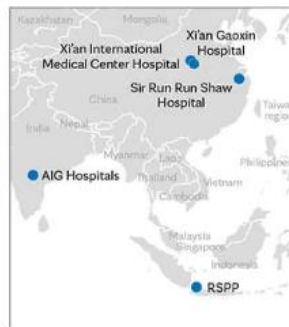 Kazakhstan
Mongolia
Xi'an Gaoxin
Hospital
Xi'an International
Medical Center Hospital
Sir Run Run Shaw
Hospital
China
Taiwan
region
India
Nepal
Myanmar
Laos
Thailand
Vietnam
Cambodia
Philippines
AIG Hospitals
Malaysia
Singapore
Indonesia
RSPP